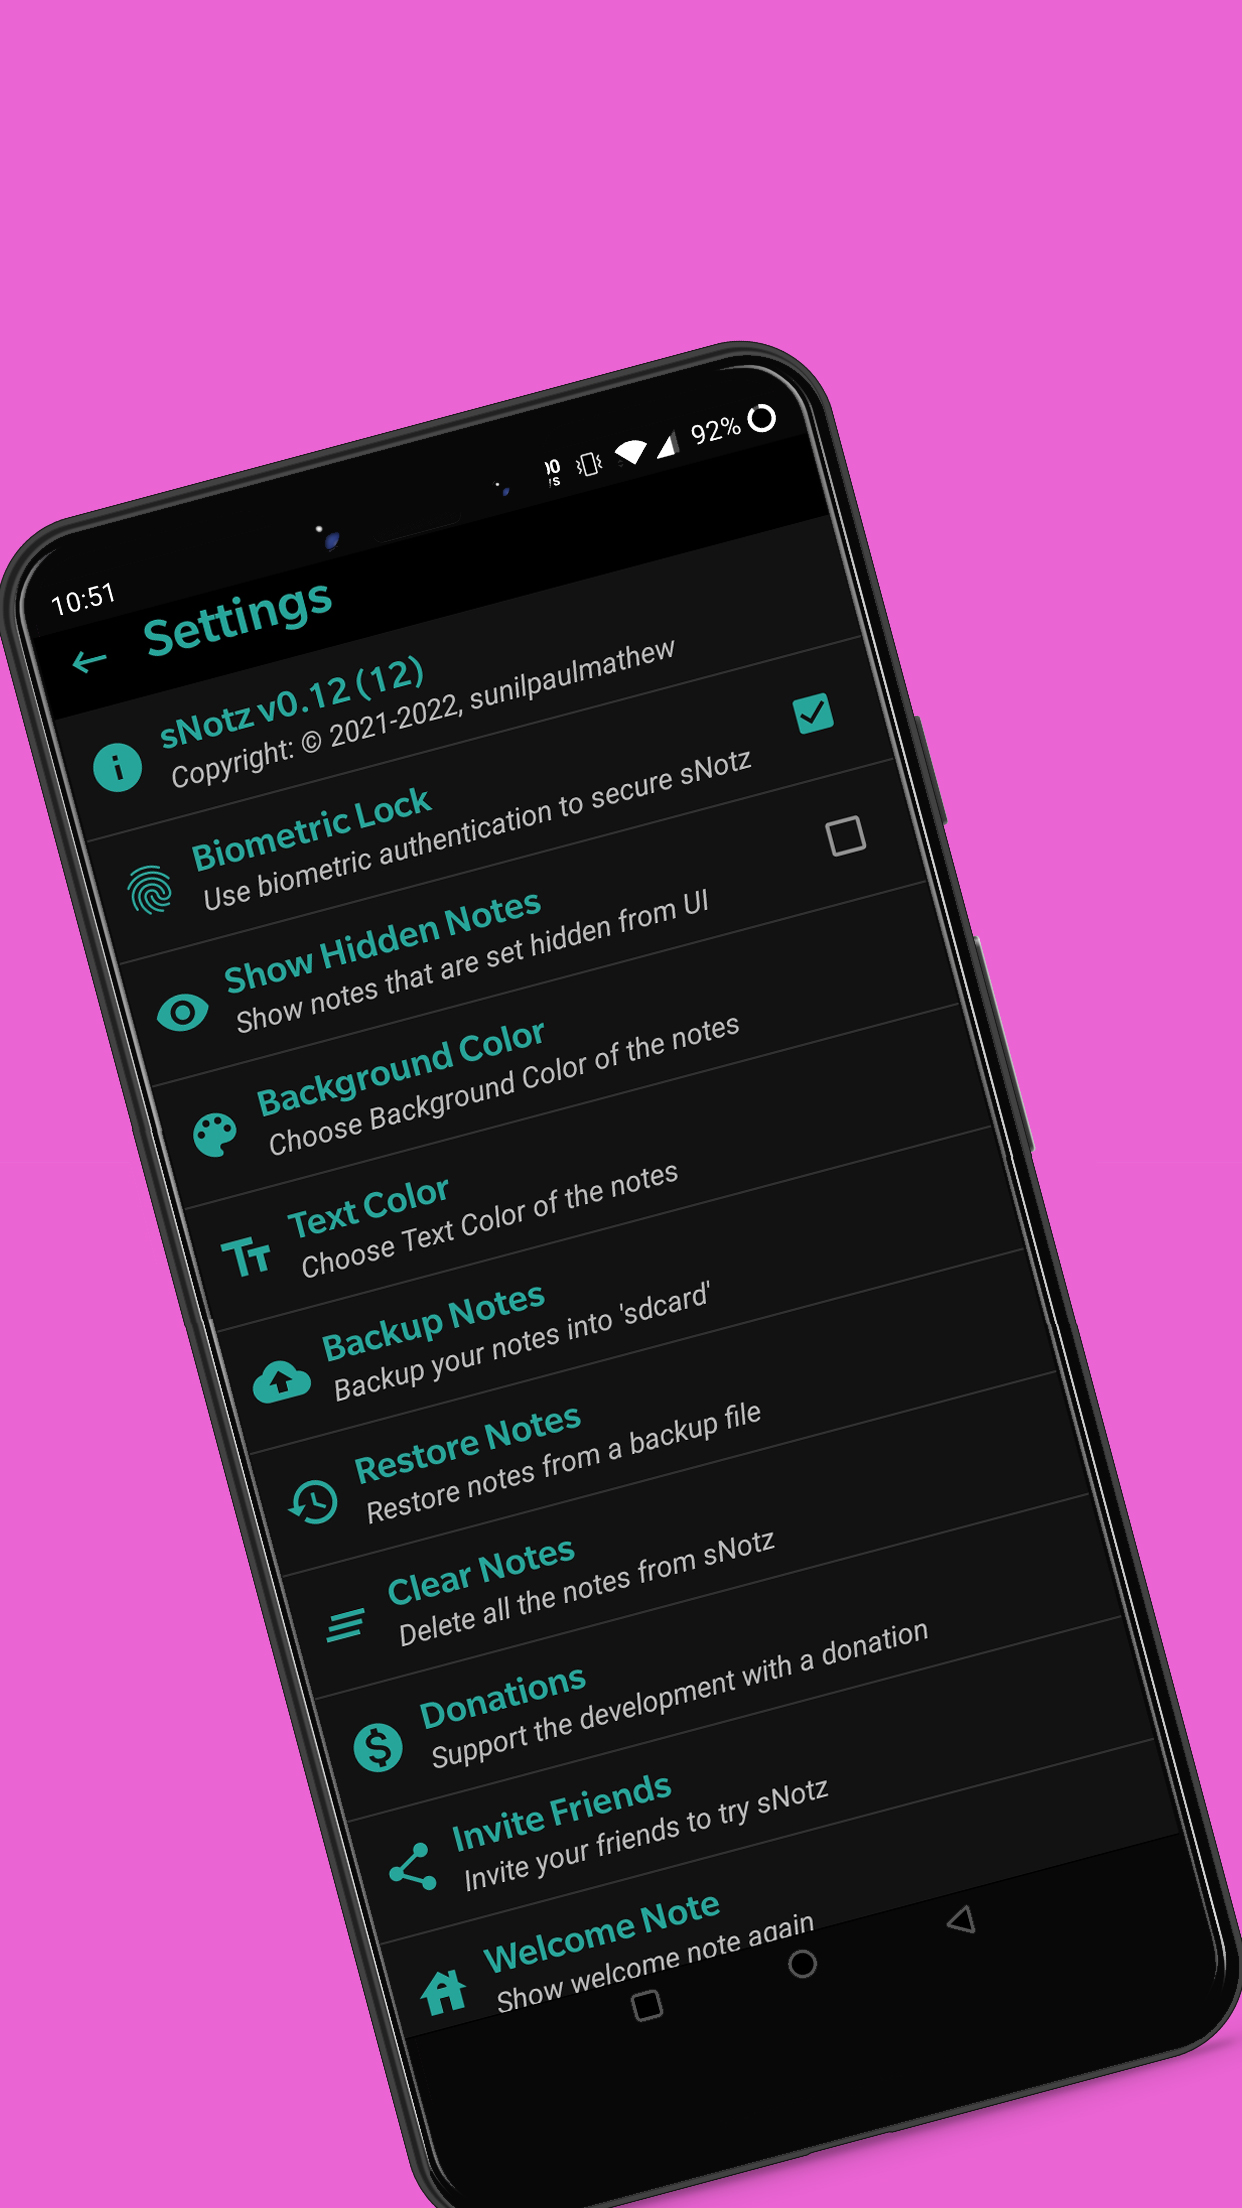 10:51
92%
Settings
sNotz v0.12 (12)
Copyright: © 2021-2022, sunilpaulmathew
Biometric Lock
Use biometric authentication to secure sNotz
Show Hidden Notes
Show notes that are set hidden from UI
Background Color
Choose Background Color of the notes
Text Color
Choose Text Color of the notes
Backup Notes
Backup your notes into 'sdcard'
Restore Notes
Restore notes from a backup file
Clear Notes
Delete all the notes from sNotz
Donations
Support the development with a donation
Invite Friends
Invite your friends to try sNotz
Welcome Note
Show welcome note again